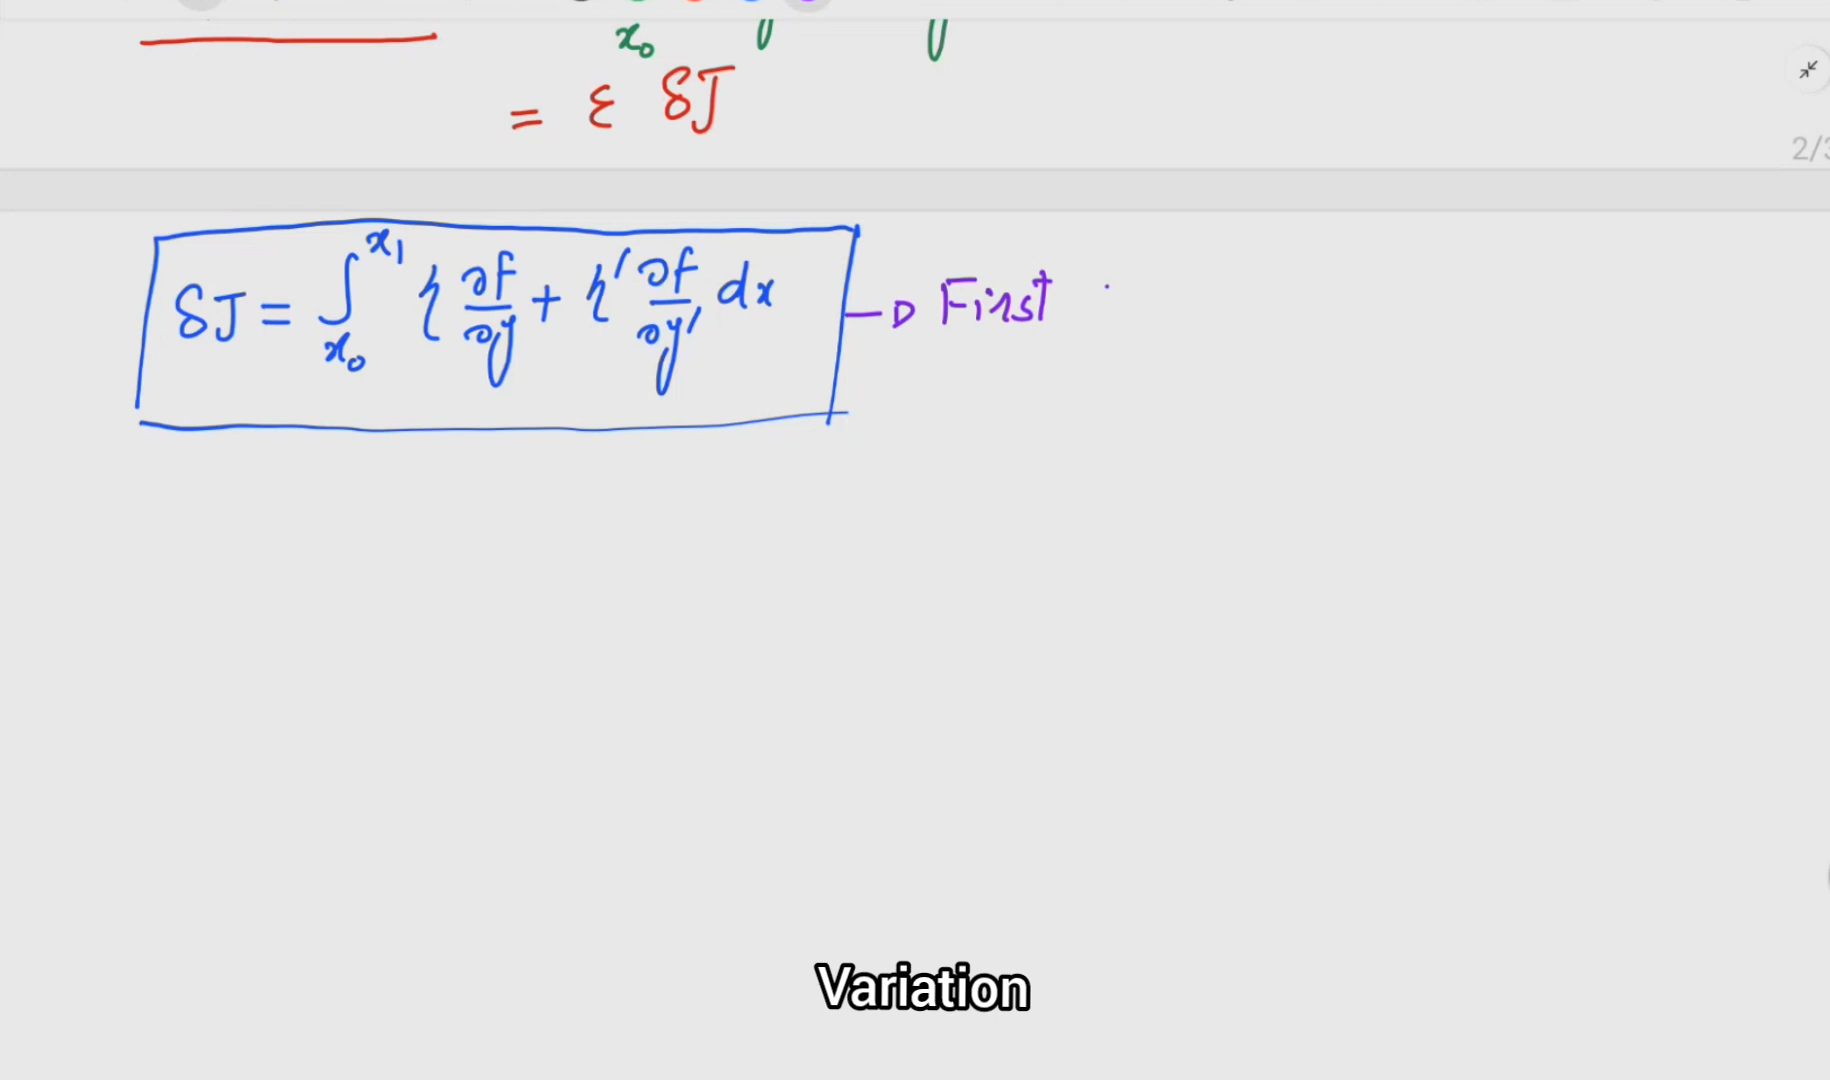 x₀
= ε δJ
2/3
δJ = ∫_{x₀}^{x₁} η ∂f/∂y + η′ ∂f/∂y′ dx → First
Variation